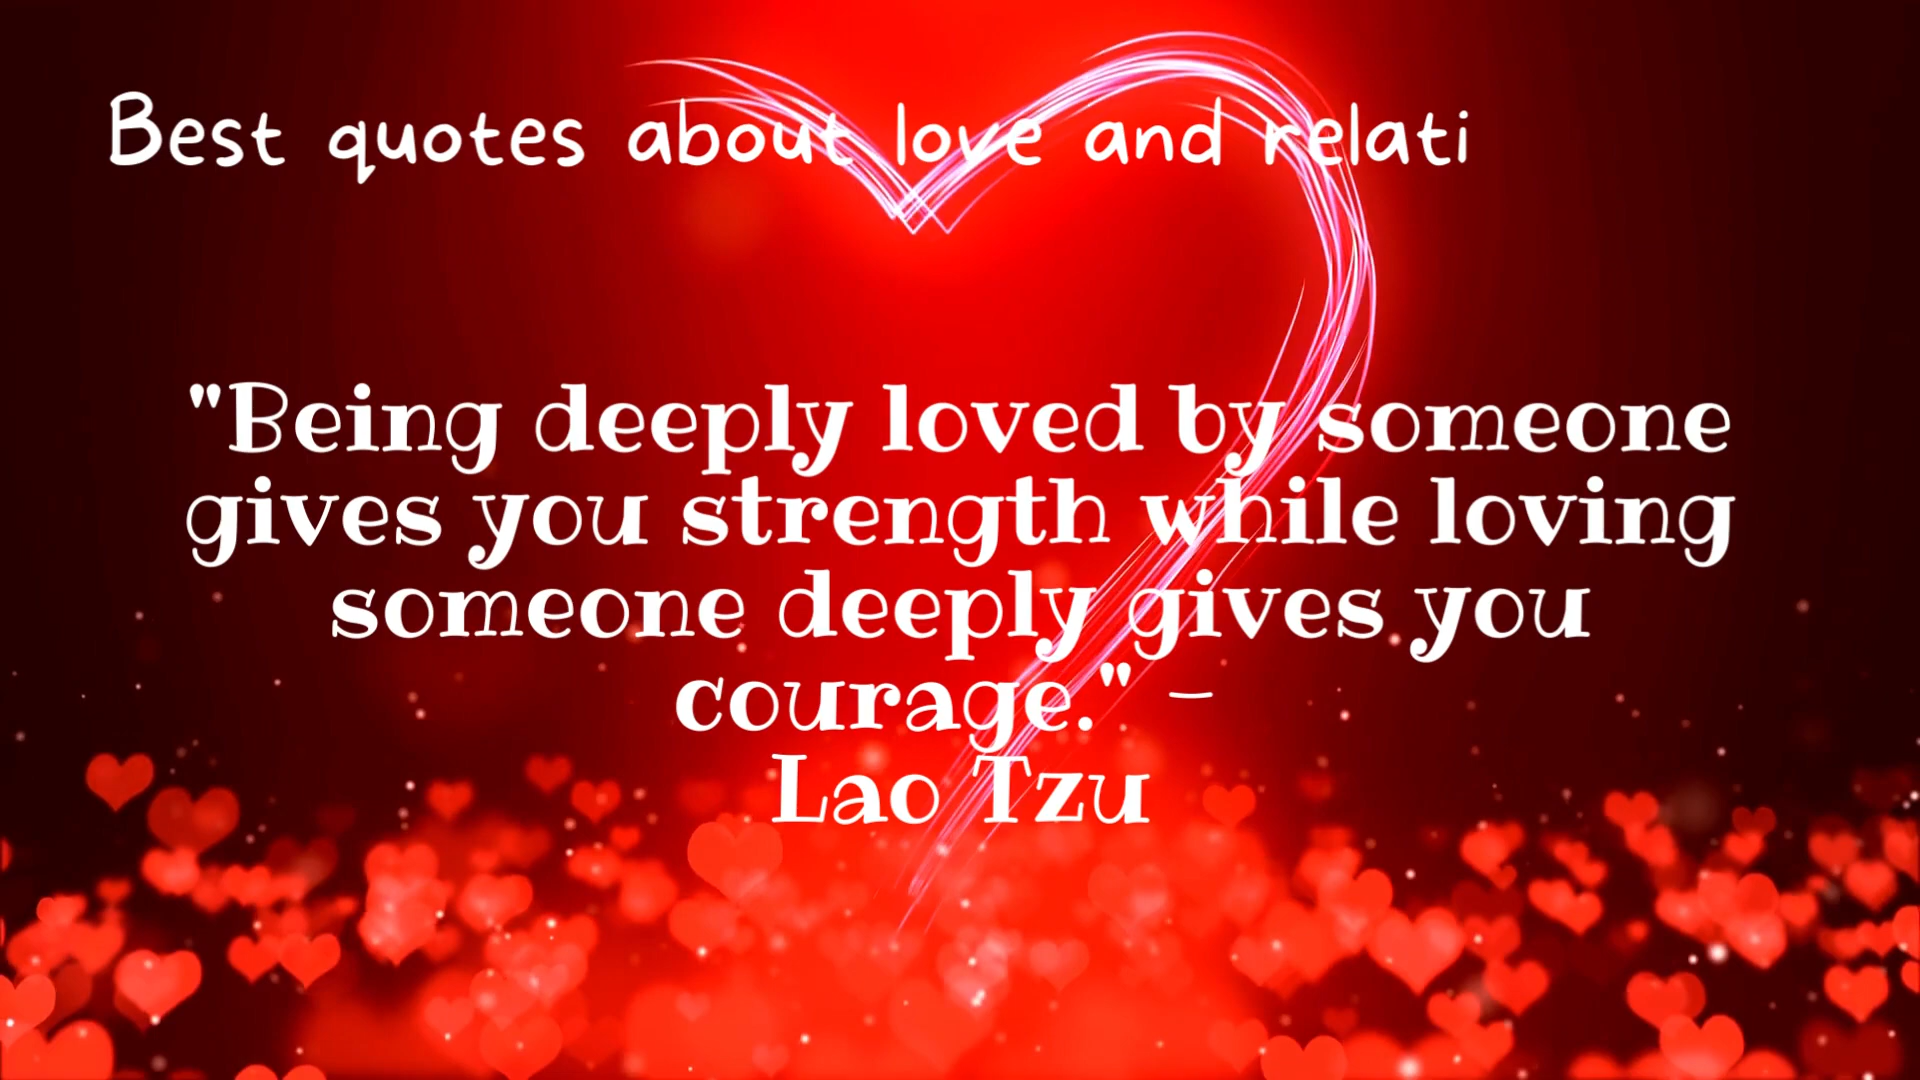 Best quotes about love and relati
"Being deeply loved by someone
gives you strength while loving
someone deeply gives you
courage." –
Lao Tzu